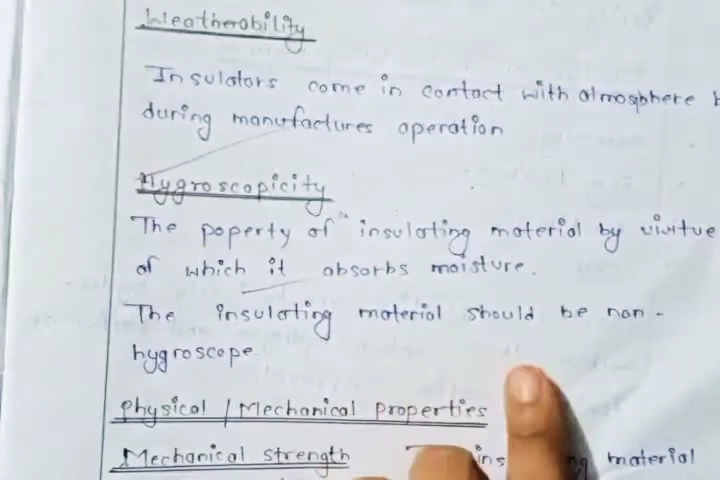 Weatherability
Insulators come in contact with atmosphere b
during manufactures operation
Hygroscopicity
The poperty of insulating material by virtue
of which it absorbs moisture.
The insulating material should be non-
hygroscope.
Physical / Mechanical Properties
Mechanical Strength material